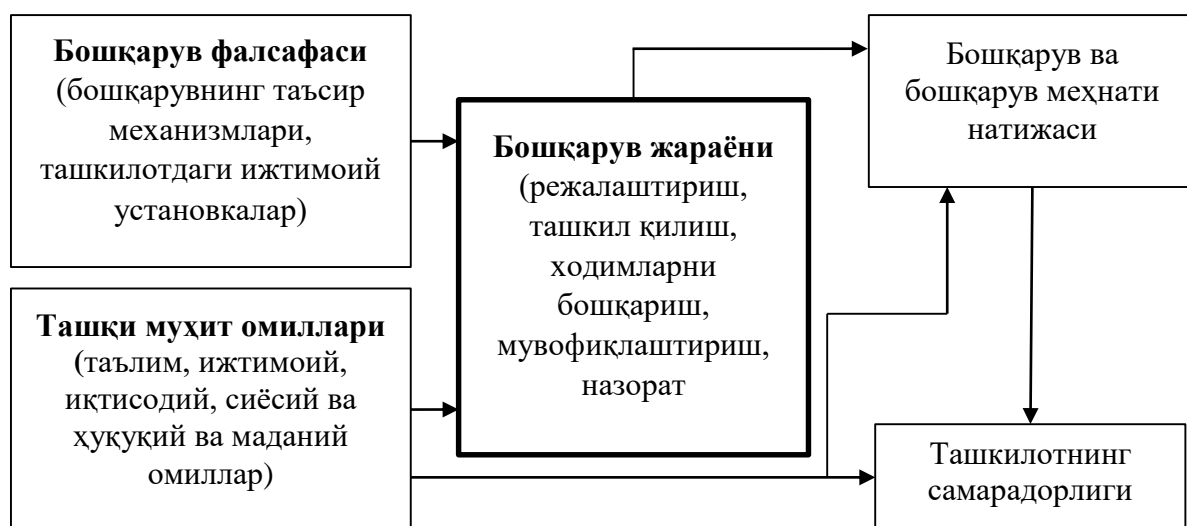 Бошқарув фалсафаси
(бошқарувнинг таъсир
механизмлари,
ташкилотдаги ижтимоий
установкалар)
Ташқи муҳит омиллари
(таълим, ижтимоий,
иқтисодий, сиёсий ва
ҳуқуқий ва маданий
омиллар)
Бошқарув жараёни
(режалаштириш,
ташкил қилиш,
ходимларни
бошқариш,
мувофиқлаштириш,
назорат
Бошқарув ва
бошқарув меҳнати
натижаси
Ташкилотнинг
самарадорлиги